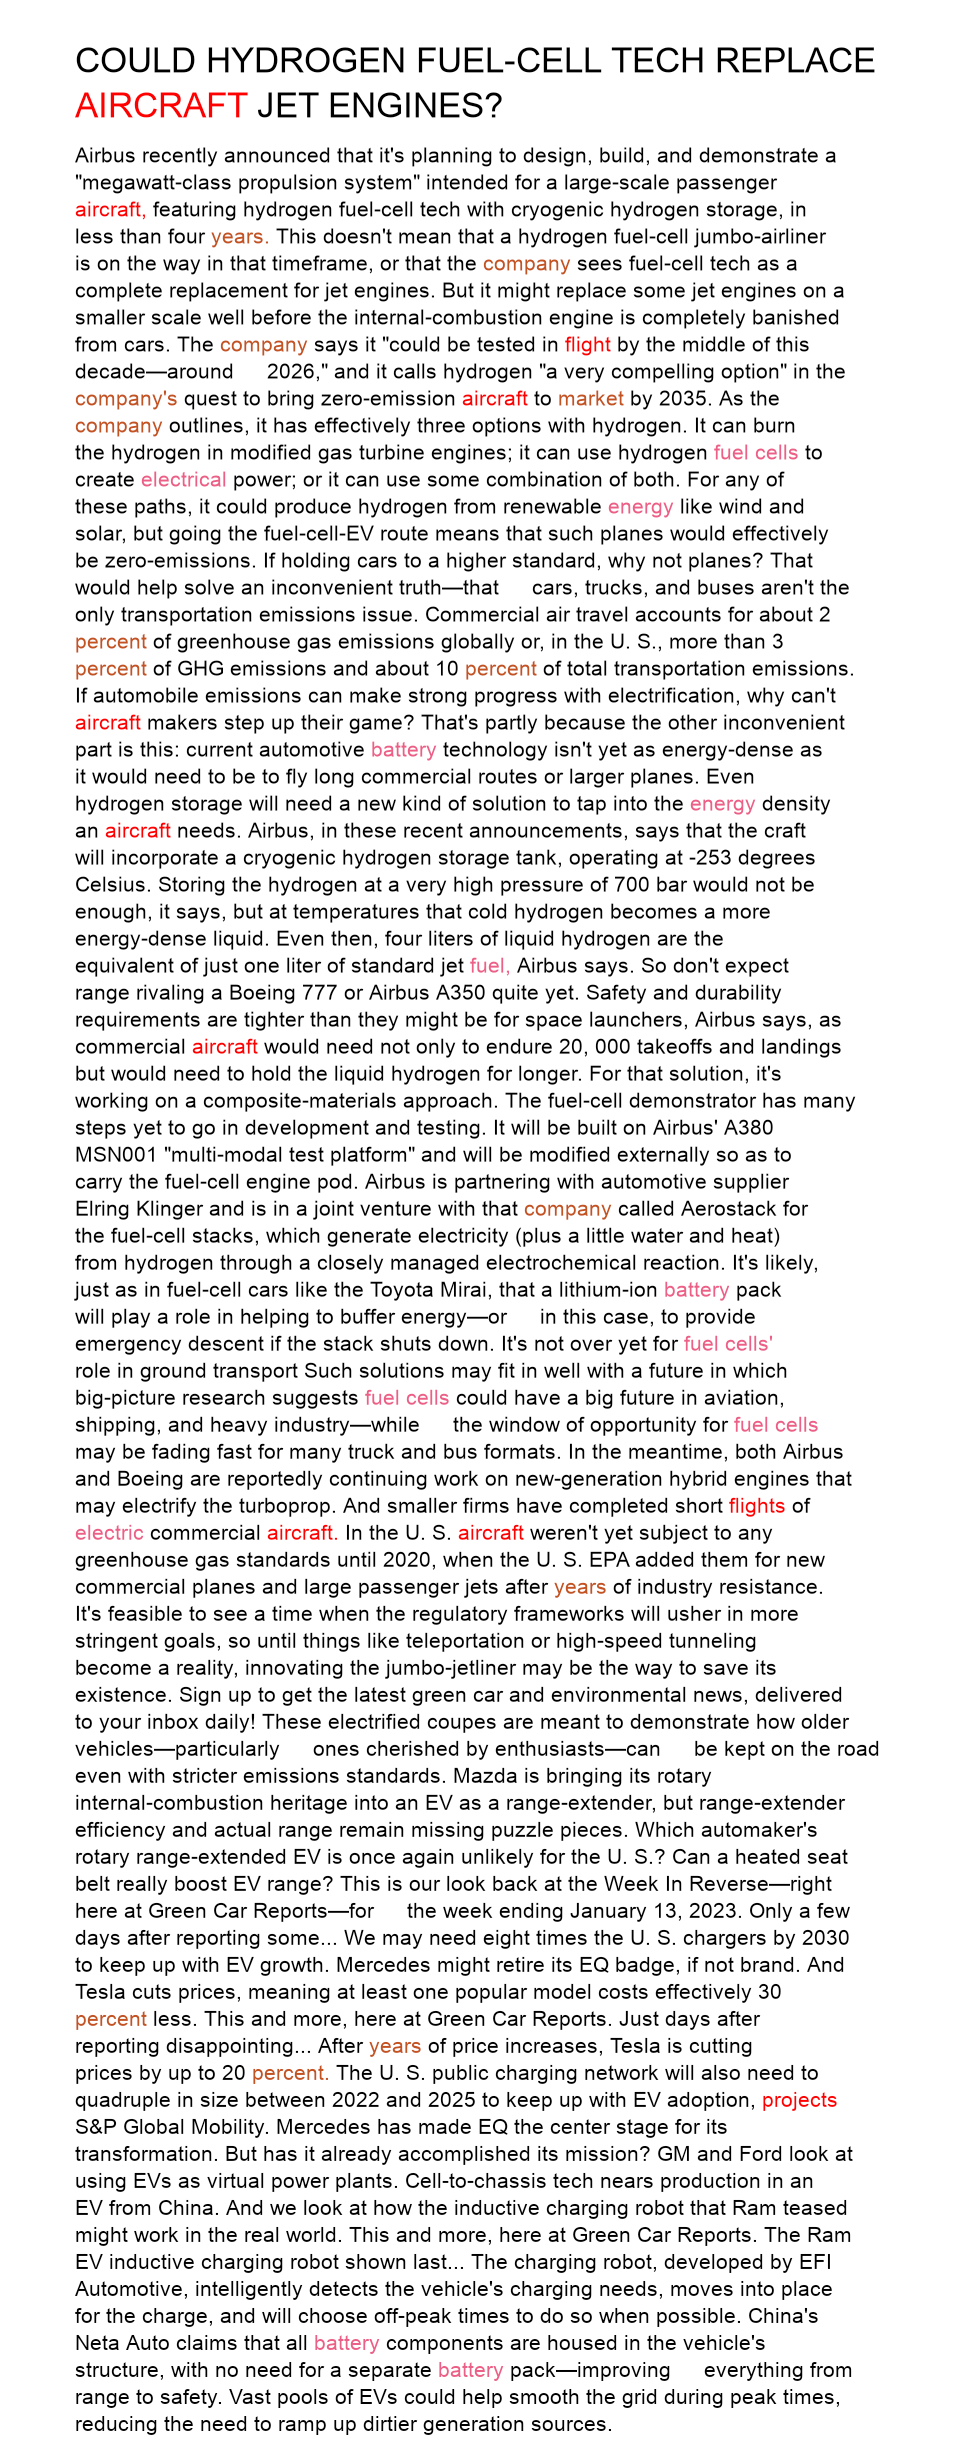 COULD HYDROGEN FUEL-CELL TECH REPLACE
AIRCRAFT JET ENGINES?
Airbus recently announced that it's planning to design, build, and demonstrate a
"megawatt-class propulsion system" intended for a large-scale passenger
aircraft, featuring hydrogen fuel-cell tech with cryogenic hydrogen storage, in
less than four years. This doesn't mean that a hydrogen fuel-cell jumbo-airliner
is on the way in that timeframe, or that the company sees fuel-cell tech as a
complete replacement for jet engines. But it might replace some jet engines on a
smaller scale well before the internal-combustion engine is completely banished
from cars. The company says it "could be tested in flight by the middle of this
decade—around 2026," and it calls hydrogen "a very compelling option" in the
company's quest to bring zero-emission aircraft to market by 2035. As the
company outlines, it has effectively three options with hydrogen. It can burn
the hydrogen in modified gas turbine engines; it can use hydrogen fuel cells to
create electrical power; or it can use some combination of both. For any of
these paths, it could produce hydrogen from renewable energy like wind and
solar, but going the fuel-cell-EV route means that such planes would effectively
be zero-emissions. If holding cars to a higher standard, why not planes? That
would help solve an inconvenient truth—that cars, trucks, and buses aren't the
only transportation emissions issue. Commercial air travel accounts for about 2
percent of greenhouse gas emissions globally or, in the U. S., more than 3
percent of GHG emissions and about 10 percent of total transportation emissions.
If automobile emissions can make strong progress with electrification, why can't
aircraft makers step up their game? That's partly because the other inconvenient
part is this: current automotive battery technology isn't yet as energy-dense as
it would need to be to fly long commercial routes or larger planes. Even
hydrogen storage will need a new kind of solution to tap into the energy density
an aircraft needs. Airbus, in these recent announcements, says that the craft
will incorporate a cryogenic hydrogen storage tank, operating at -253 degrees
Celsius. Storing the hydrogen at a very high pressure of 700 bar would not be
enough, it says, but at temperatures that cold hydrogen becomes a more
energy-dense liquid. Even then, four liters of liquid hydrogen are the
equivalent of just one liter of standard jet fuel, Airbus says. So don't expect
range rivaling a Boeing 777 or Airbus A350 quite yet. Safety and durability
requirements are tighter than they might be for space launchers, Airbus says, as
commercial aircraft would need not only to endure 20, 000 takeoffs and landings
but would need to hold the liquid hydrogen for longer. For that solution, it's
working on a composite-materials approach. The fuel-cell demonstrator has many
steps yet to go in development and testing. It will be built on Airbus' A380
MSN001 "multi-modal test platform" and will be modified externally so as to
carry the fuel-cell engine pod. Airbus is partnering with automotive supplier
Elring Klinger and is in a joint venture with that company called Aerostack for
the fuel-cell stacks, which generate electricity (plus a little water and heat)
from hydrogen through a closely managed electrochemical reaction. It's likely,
just as in fuel-cell cars like the Toyota Mirai, that a lithium-ion battery pack
will play a role in helping to buffer energy—or in this case, to provide
emergency descent if the stack shuts down. It's not over yet for fuel cells'
role in ground transport Such solutions may fit in well with a future in which
big-picture research suggests fuel cells could have a big future in aviation,
shipping, and heavy industry—while the window of opportunity for fuel cells
may be fading fast for many truck and bus formats. In the meantime, both Airbus
and Boeing are reportedly continuing work on new-generation hybrid engines that
may electrify the turboprop. And smaller firms have completed short flights of
electric commercial aircraft. In the U. S. aircraft weren't yet subject to any
greenhouse gas standards until 2020, when the U. S. EPA added them for new
commercial planes and large passenger jets after years of industry resistance.
It's feasible to see a time when the regulatory frameworks will usher in more
stringent goals, so until things like teleportation or high-speed tunneling
become a reality, innovating the jumbo-jetliner may be the way to save its
existence. Sign up to get the latest green car and environmental news, delivered
to your inbox daily! These electrified coupes are meant to demonstrate how older
vehicles—particularly ones cherished by enthusiasts—can be kept on the road
even with stricter emissions standards. Mazda is bringing its rotary
internal-combustion heritage into an EV as a range-extender, but range-extender
efficiency and actual range remain missing puzzle pieces. Which automaker's
rotary range-extended EV is once again unlikely for the U. S.? Can a heated seat
belt really boost EV range? This is our look back at the Week In Reverse—right
here at Green Car Reports—for the week ending January 13, 2023. Only a few
days after reporting some... We may need eight times the U. S. chargers by 2030
to keep up with EV growth. Mercedes might retire its EQ badge, if not brand. And
Tesla cuts prices, meaning at least one popular model costs effectively 30
percent less. This and more, here at Green Car Reports. Just days after
reporting disappointing... After years of price increases, Tesla is cutting
prices by up to 20 percent. The U. S. public charging network will also need to
quadruple in size between 2022 and 2025 to keep up with EV adoption, projects
S&P Global Mobility. Mercedes has made EQ the center stage for its
transformation. But has it already accomplished its mission? GM and Ford look at
using EVs as virtual power plants. Cell-to-chassis tech nears production in an
EV from China. And we look at how the inductive charging robot that Ram teased
might work in the real world. This and more, here at Green Car Reports. The Ram
EV inductive charging robot shown last... The charging robot, developed by EFI
Automotive, intelligently detects the vehicle's charging needs, moves into place
for the charge, and will choose off-peak times to do so when possible. China's
Neta Auto claims that all battery components are housed in the vehicle's
structure, with no need for a separate battery pack—improving everything from
range to safety. Vast pools of EVs could help smooth the grid during peak times,
reducing the need to ramp up dirtier generation sources.